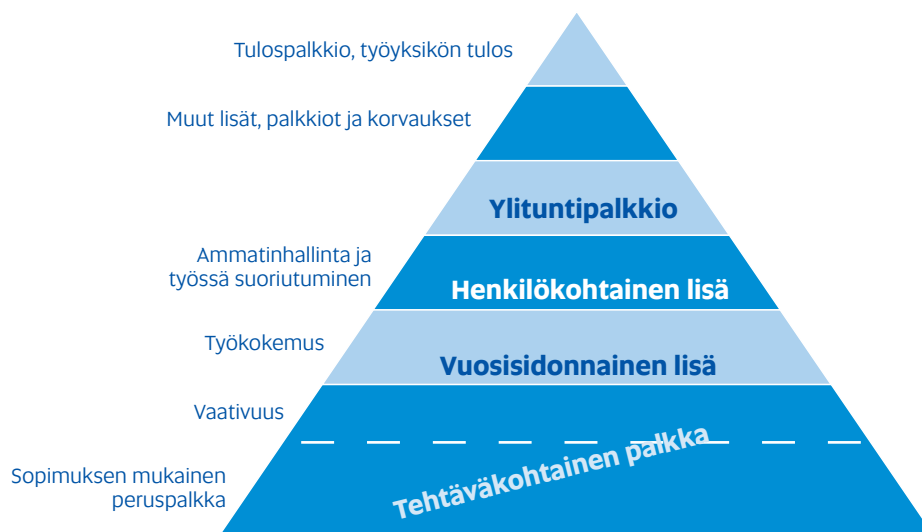 Tulospalkkio, työyksikön tulos
Muut lisät, palkkiot ja korvaukset
Ylituntipalkkio
Ammatinhallinta ja
työssä suoriutuminen
Henkilökohtainen lisä
Työkokemus
Vuosisidonnainen lisä
Vaativuus
Tehtäväkohtainen palkka
Sopimuksen mukainen
peruspalkka